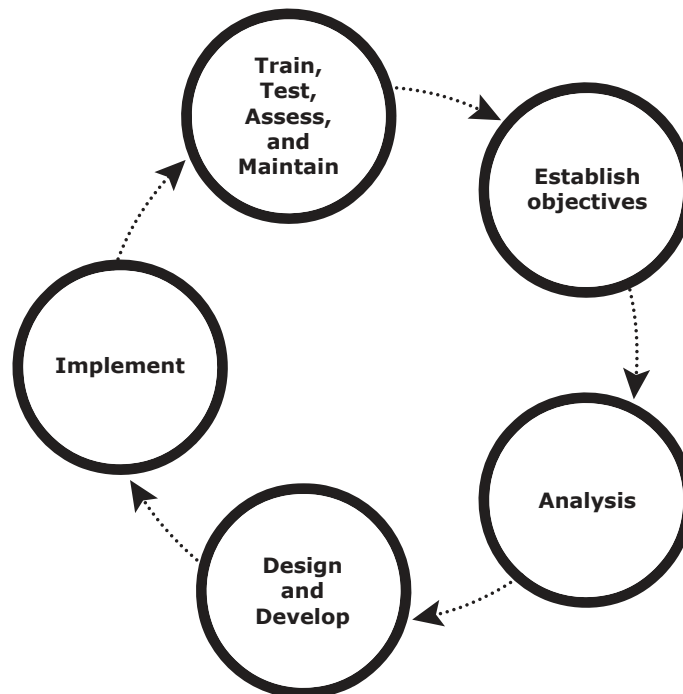 Train,
Test,
Assess,
and
Maintain
Establish
objectives
Analysis
Design
and
Develop
Implement